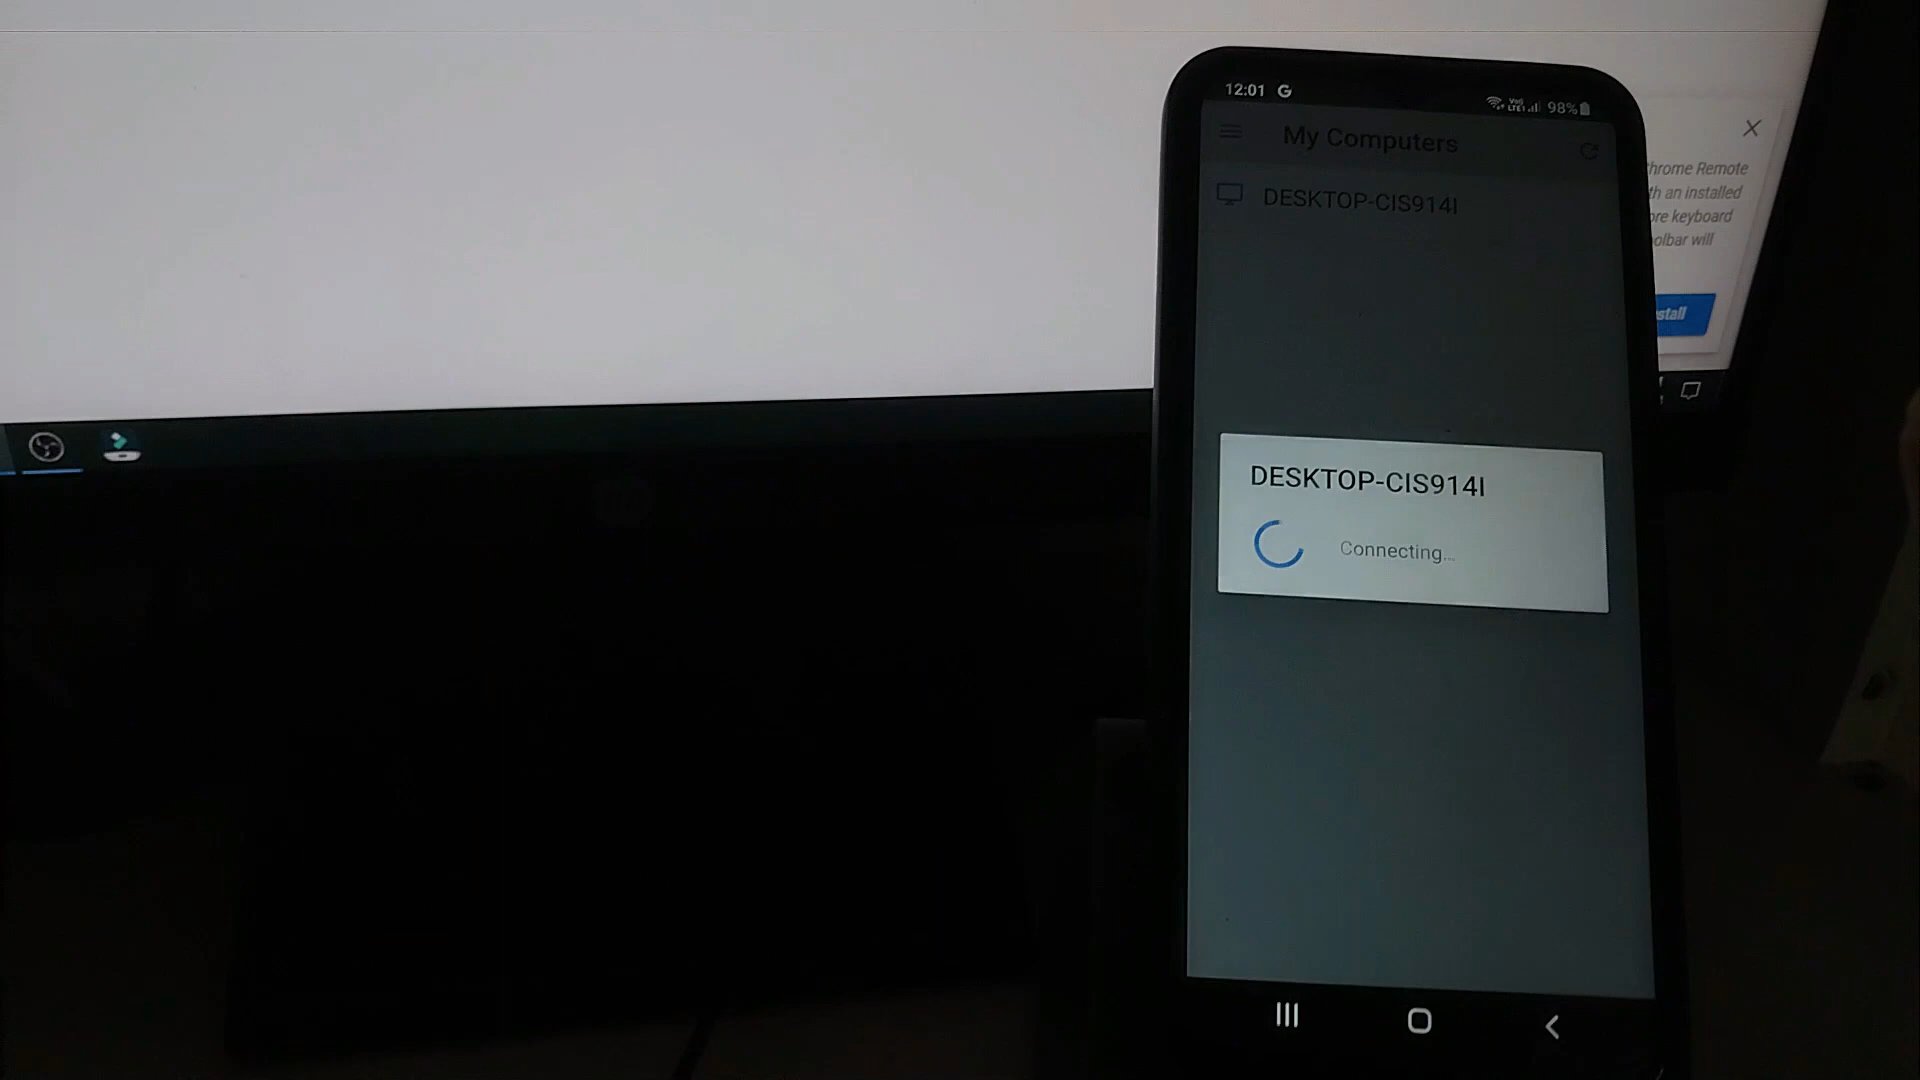 12:01 G
98%
My Computers
DESKTOP-CIS914I
DESKTOP-CIS914I
Connecting...
hrome Remote
th an installed
ore keyboard
olbar will
stall